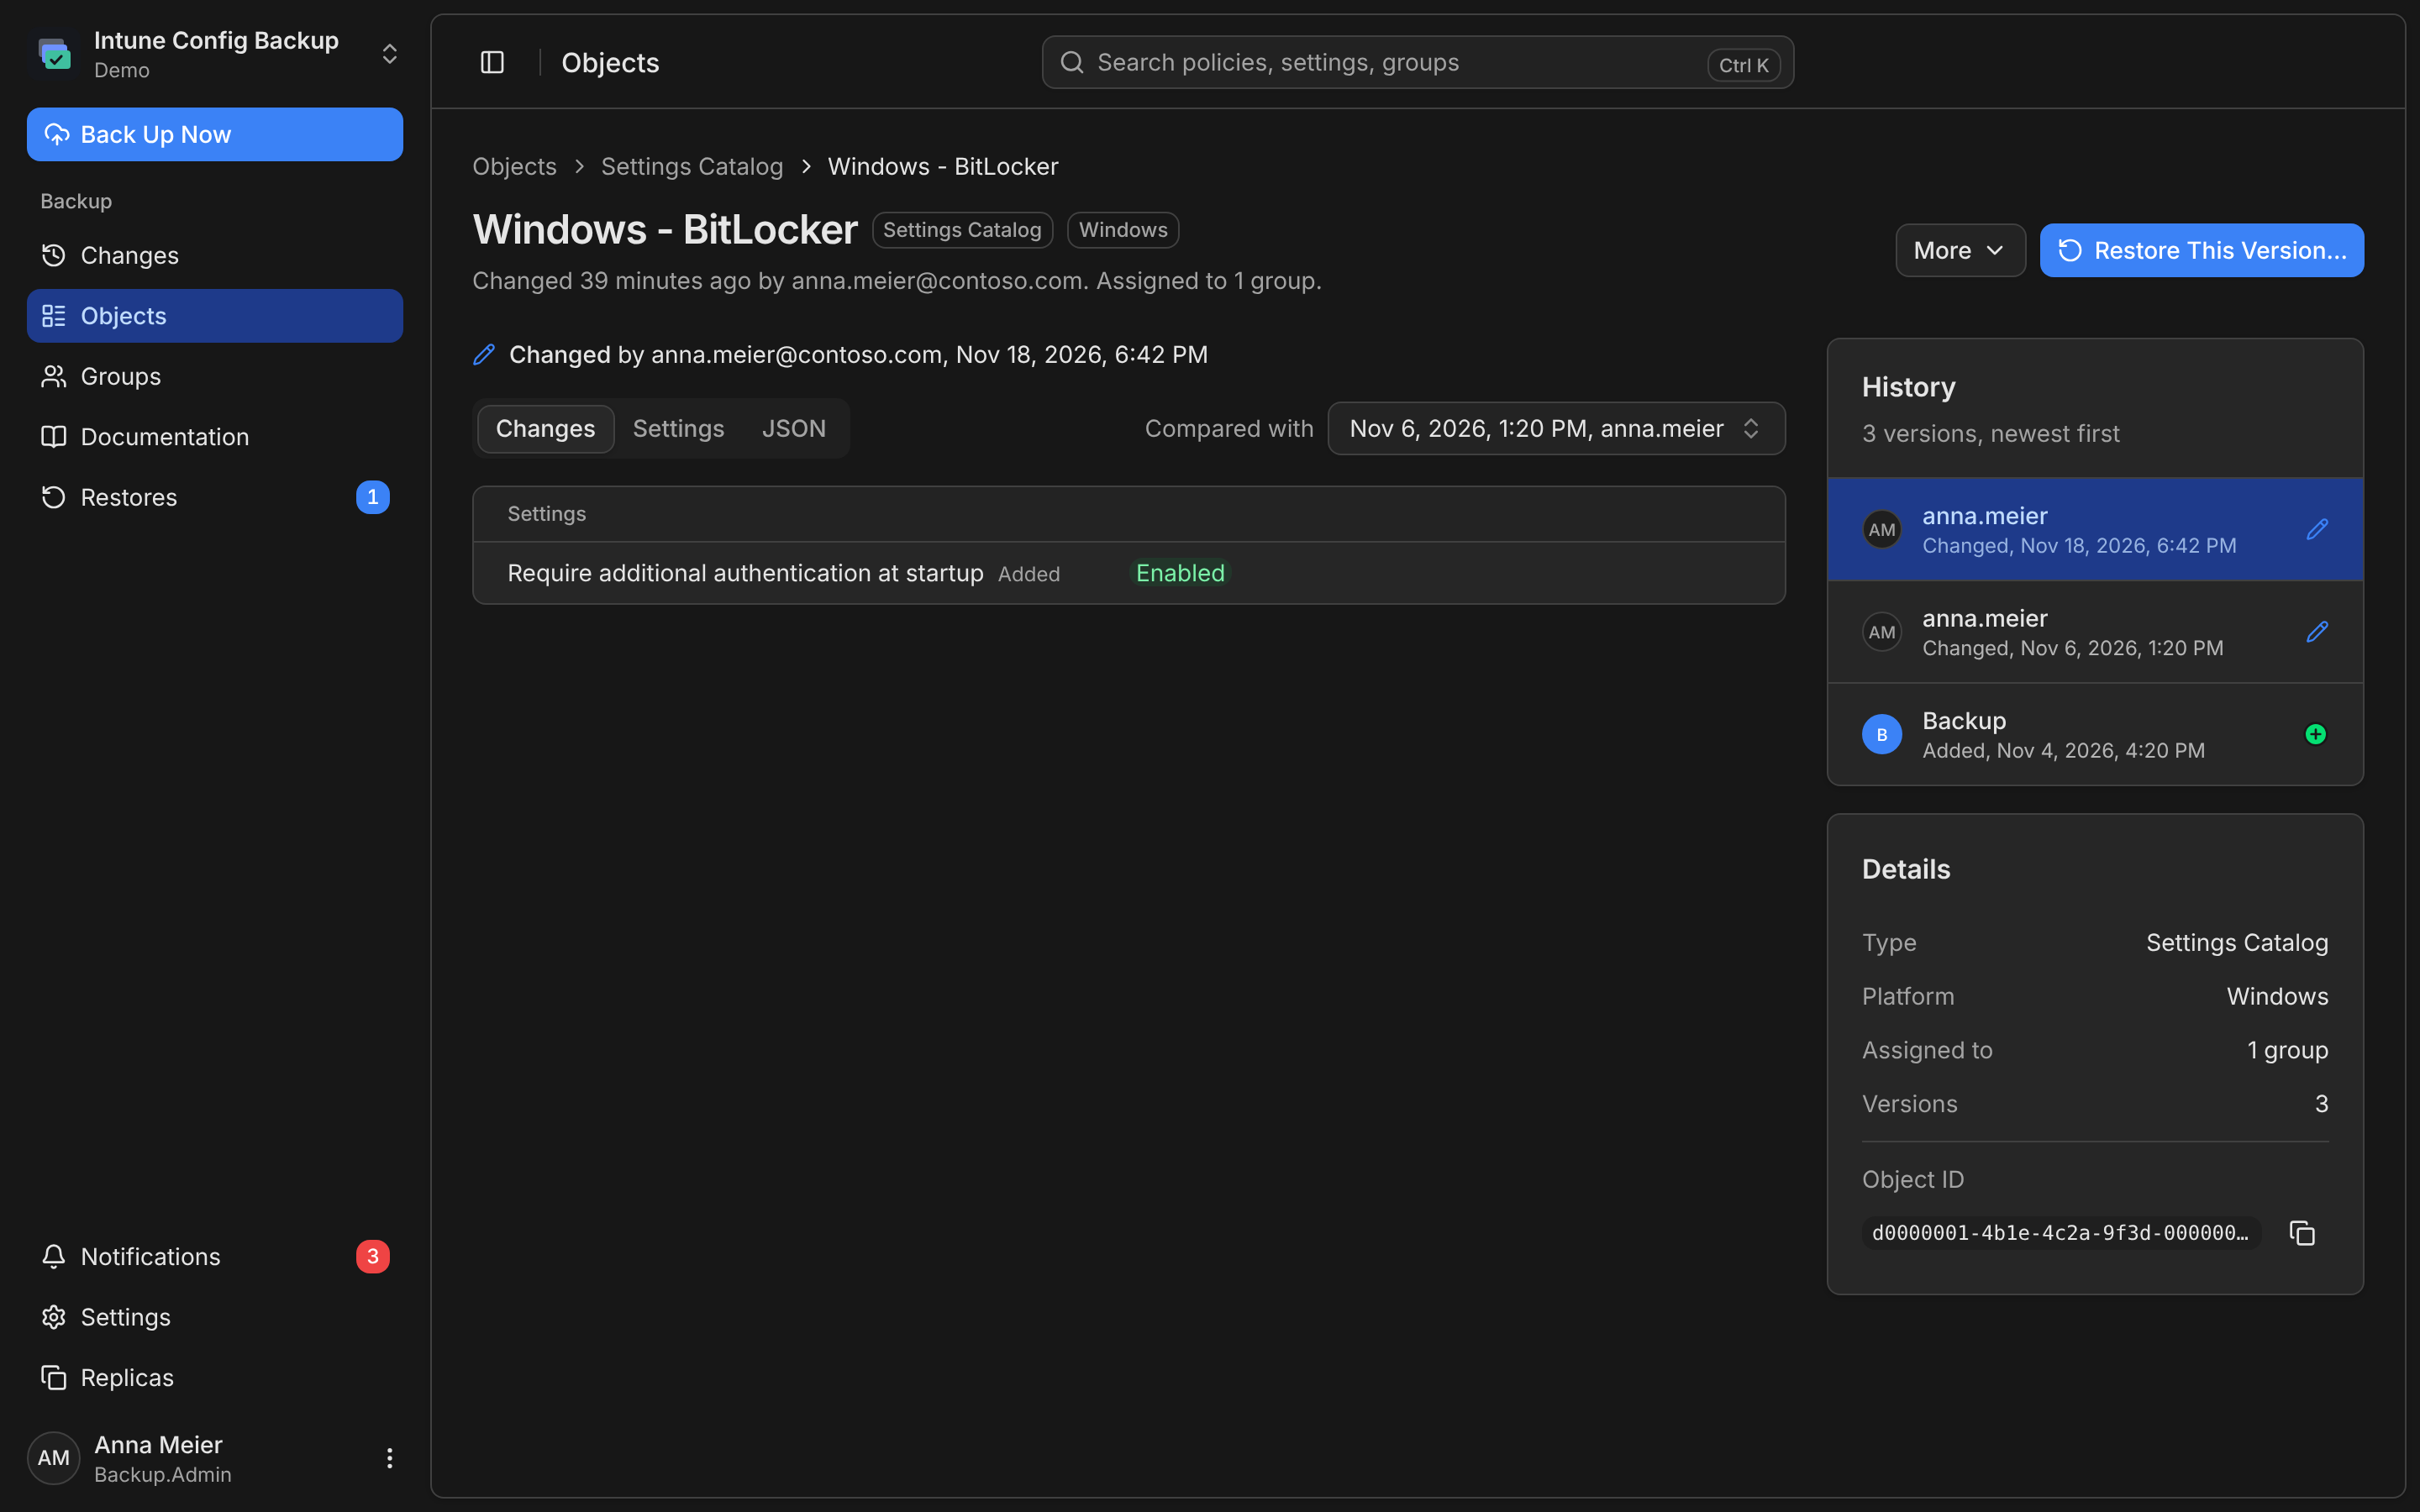 Intune Config Backup
Demo
Back Up Now
Backup
Changes
Objects
Groups
Documentation
Restores
1
Notifications
3
Settings
Replicas
AM
Anna Meier
Backup.Admin
Objects
Search policies, settings, groups
Ctrl K
Objects > Settings Catalog > Windows - BitLocker
Windows - BitLocker
Settings Catalog
Windows
Changed 39 minutes ago by anna.meier@contoso.com. Assigned to 1 group.
More
Restore This Version...
Changed by anna.meier@contoso.com, Nov 18, 2026, 6:42 PM
Changes
Settings
JSON
Compared with
Nov 6, 2026, 1:20 PM, anna.meier
Settings
Require additional authentication at startup Added Enabled
History
3 versions, newest first
AM
anna.meier
Changed, Nov 18, 2026, 6:42 PM
AM
anna.meier
Changed, Nov 6, 2026, 1:20 PM
B
Backup
Added, Nov 4, 2026, 4:20 PM
Details
Type Settings Catalog
Platform Windows
Assigned to 1 group
Versions 3
Object ID
d0000001-4b1e-4c2a-9f3d-000000…